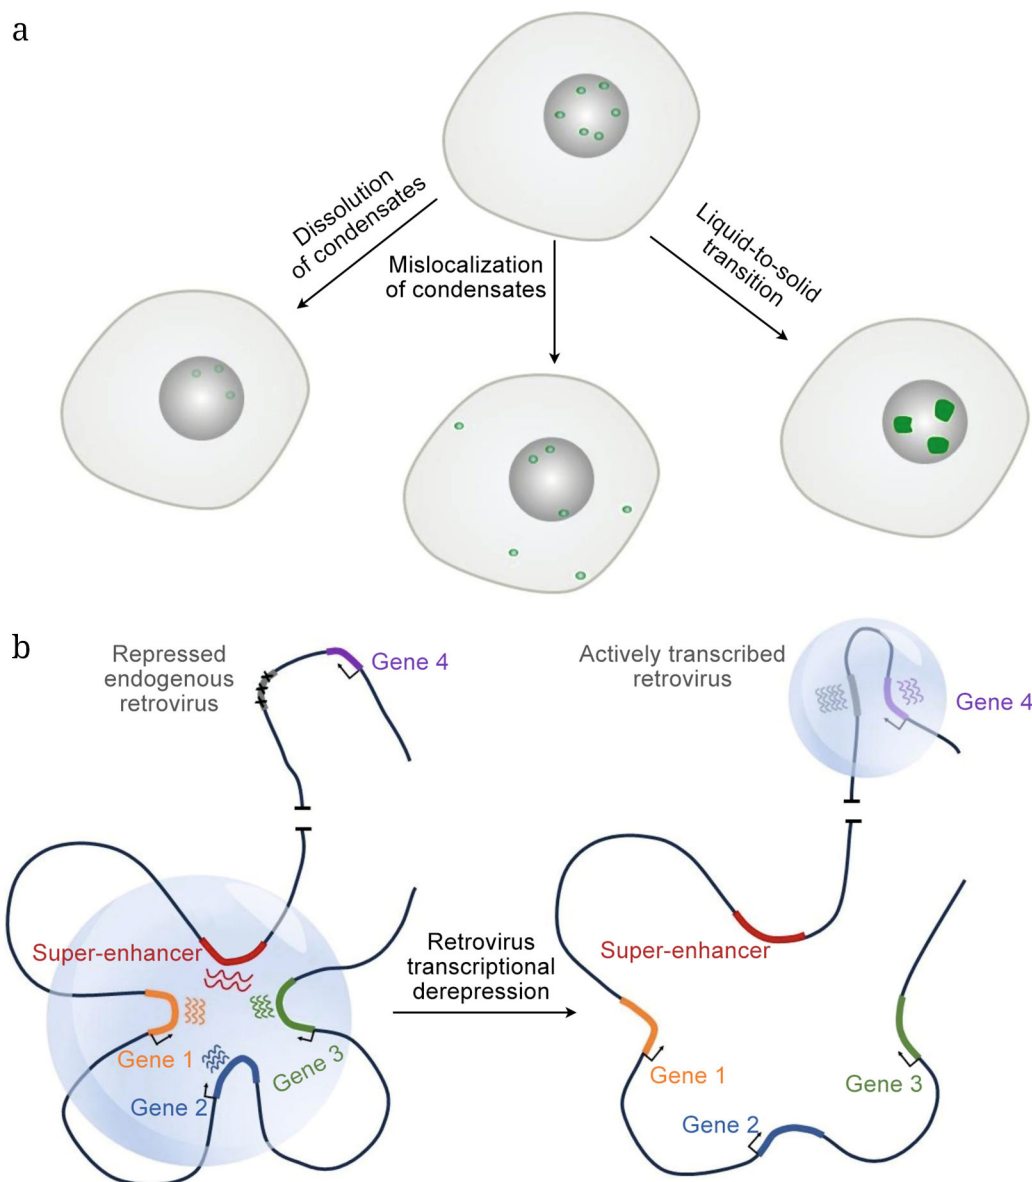 a
Dissolution
of condensates
Mislocalization
of condensates
Liquid-to-solid
transition
b
Repressed
endogenous
retrovirus
Gene 4
Super-enhancer
Gene 1
Gene 2
Gene 3
Retrovirus
transcriptional
derepression
Actively transcribed
retrovirus
Gene 4
Super-enhancer
Gene 1
Gene 2
Gene 3